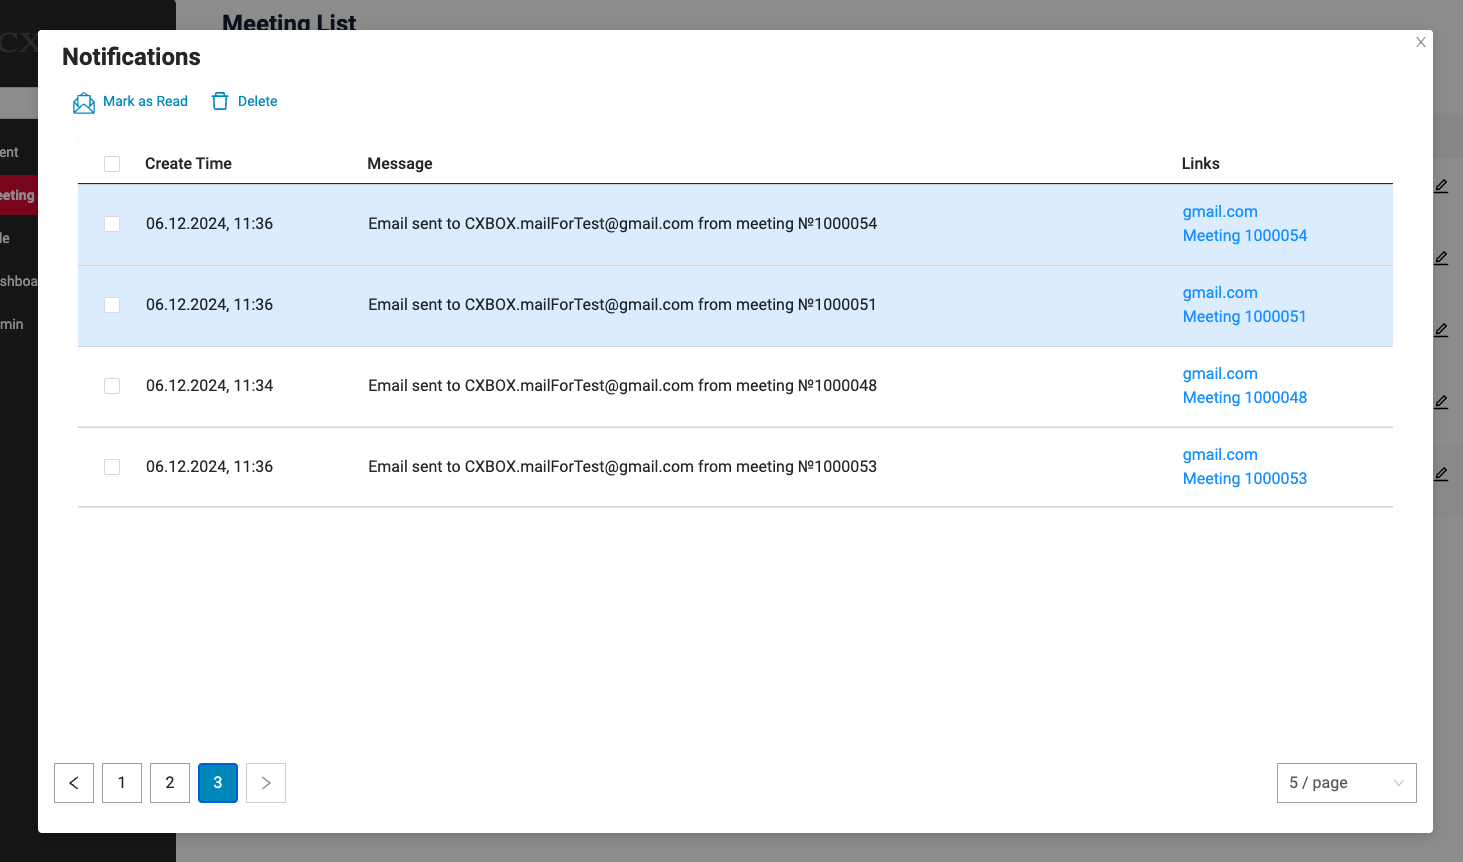 Meeting List
CX
Notifications
X
Mark as Read
Delete
Create Time
Message
Links
ent
eeting
le
shboa
min
06.12.2024, 11:36
Email sent to CXBOX.mailForTest@gmail.com from meeting №1000054
gmail.com
Meeting 1000054
06.12.2024, 11:36
Email sent to CXBOX.mailForTest@gmail.com from meeting №1000051
gmail.com
Meeting 1000051
06.12.2024, 11:34
Email sent to CXBOX.mailForTest@gmail.com from meeting №1000048
gmail.com
Meeting 1000048
06.12.2024, 11:36
Email sent to CXBOX.mailForTest@gmail.com from meeting №1000053
gmail.com
Meeting 1000053
< 1 2 3 >
5 / page